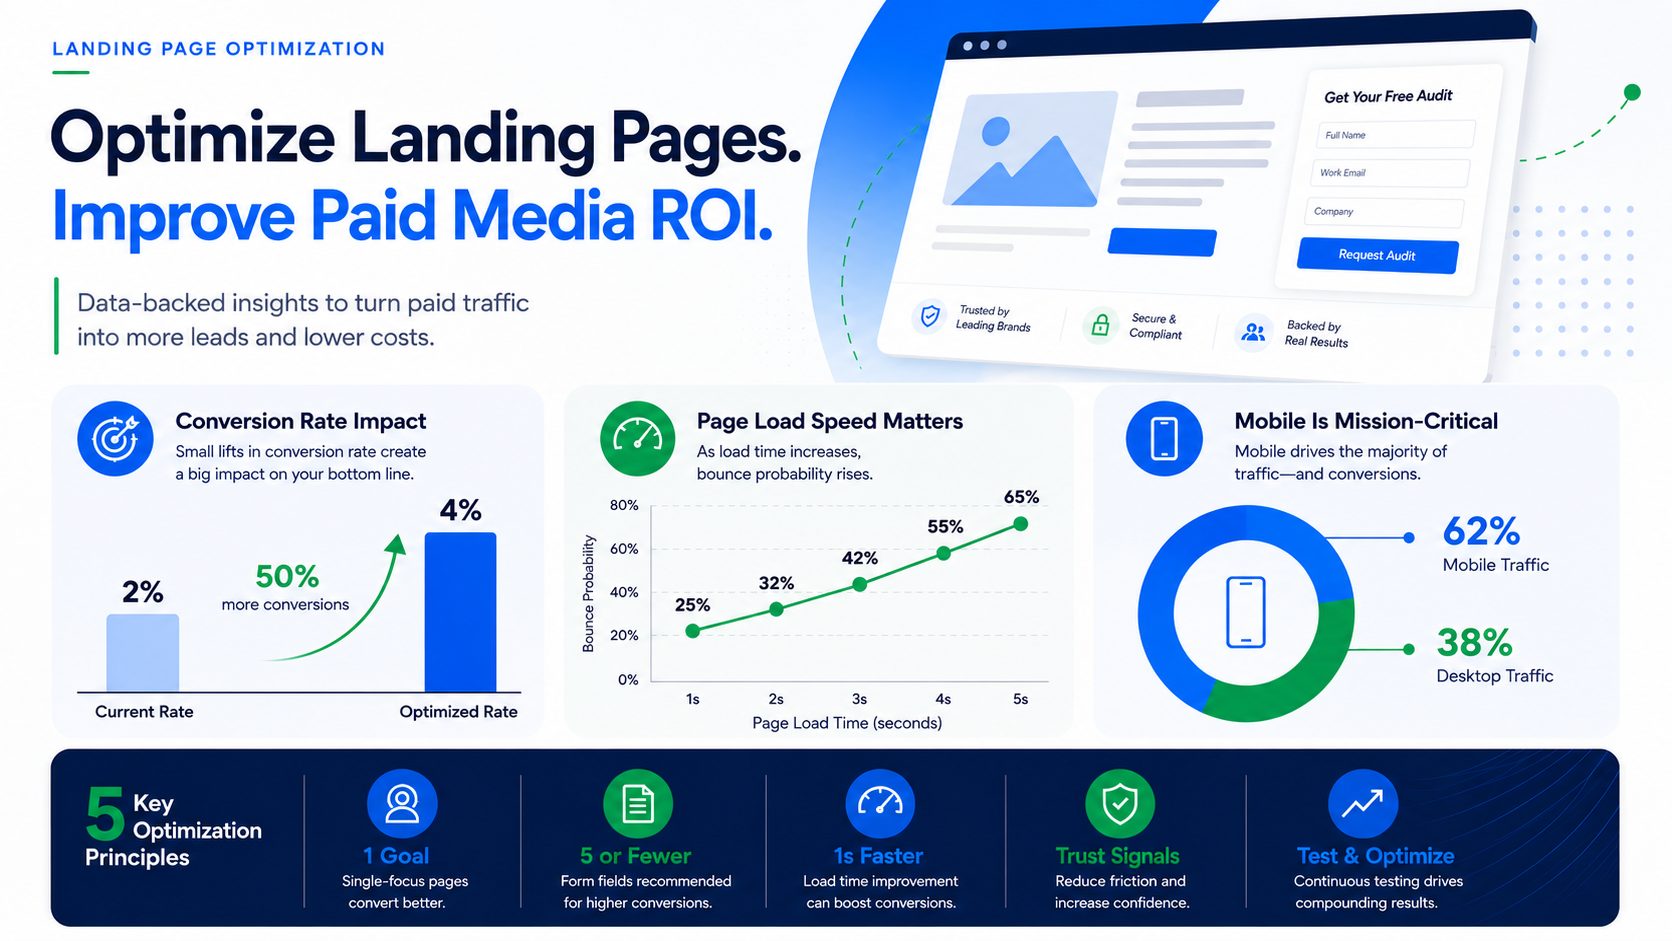 LANDING PAGE OPTIMIZATION
Optimize Landing Pages.
Improve Paid Media ROI.
Data-backed insights to turn paid traffic
into more leads and lower costs.
Get Your Free Audit
Full Name
Work Email
Company
Request Audit
Trusted by
Leading Brands
Secure &
Compliant
Backed by
Real Results
Conversion Rate Impact
Small lifts in conversion rate create
a big impact on your bottom line.
2%
50%
more conversions
4%
Current Rate
Optimized Rate
Page Load Speed Matters
As load time increases,
bounce probability rises.
Bounce Probability
80%
60%
40%
20%
0%
25%
32%
42%
55%
65%
1s
2s
3s
4s
5s
Page Load Time (seconds)
Mobile Is Mission-Critical
Mobile drives the majority of
traffic—and conversions.
62%
Mobile Traffic
38%
Desktop Traffic
5 Key
Optimization
Principles
1 Goal
Single-focus pages
convert better.
5 or Fewer
Form fields recommended
for higher conversions.
1s Faster
Load time improvement
can boost conversions.
Trust Signals
Reduce friction and
increase confidence.
Test & Optimize
Continuous testing drives
compounding results.